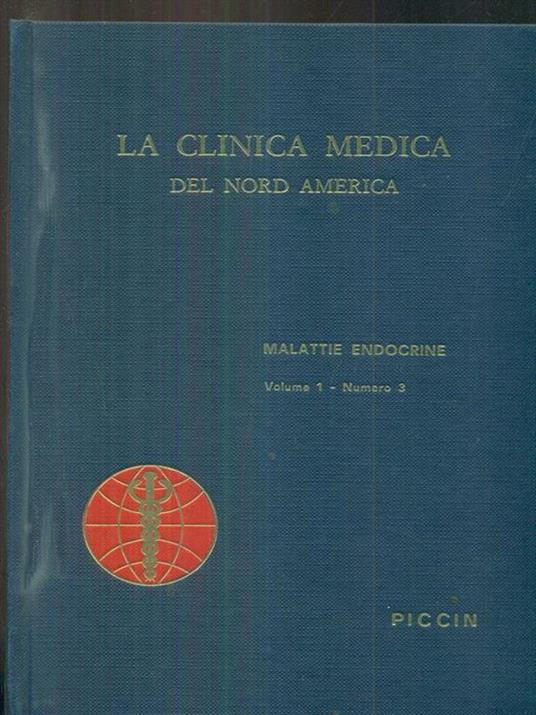 LA CLINICA MEDICA
DEL NORD AMERICA
MALATTIE ENDOCRINE
Volume 1 - Numero 3
PICCIN